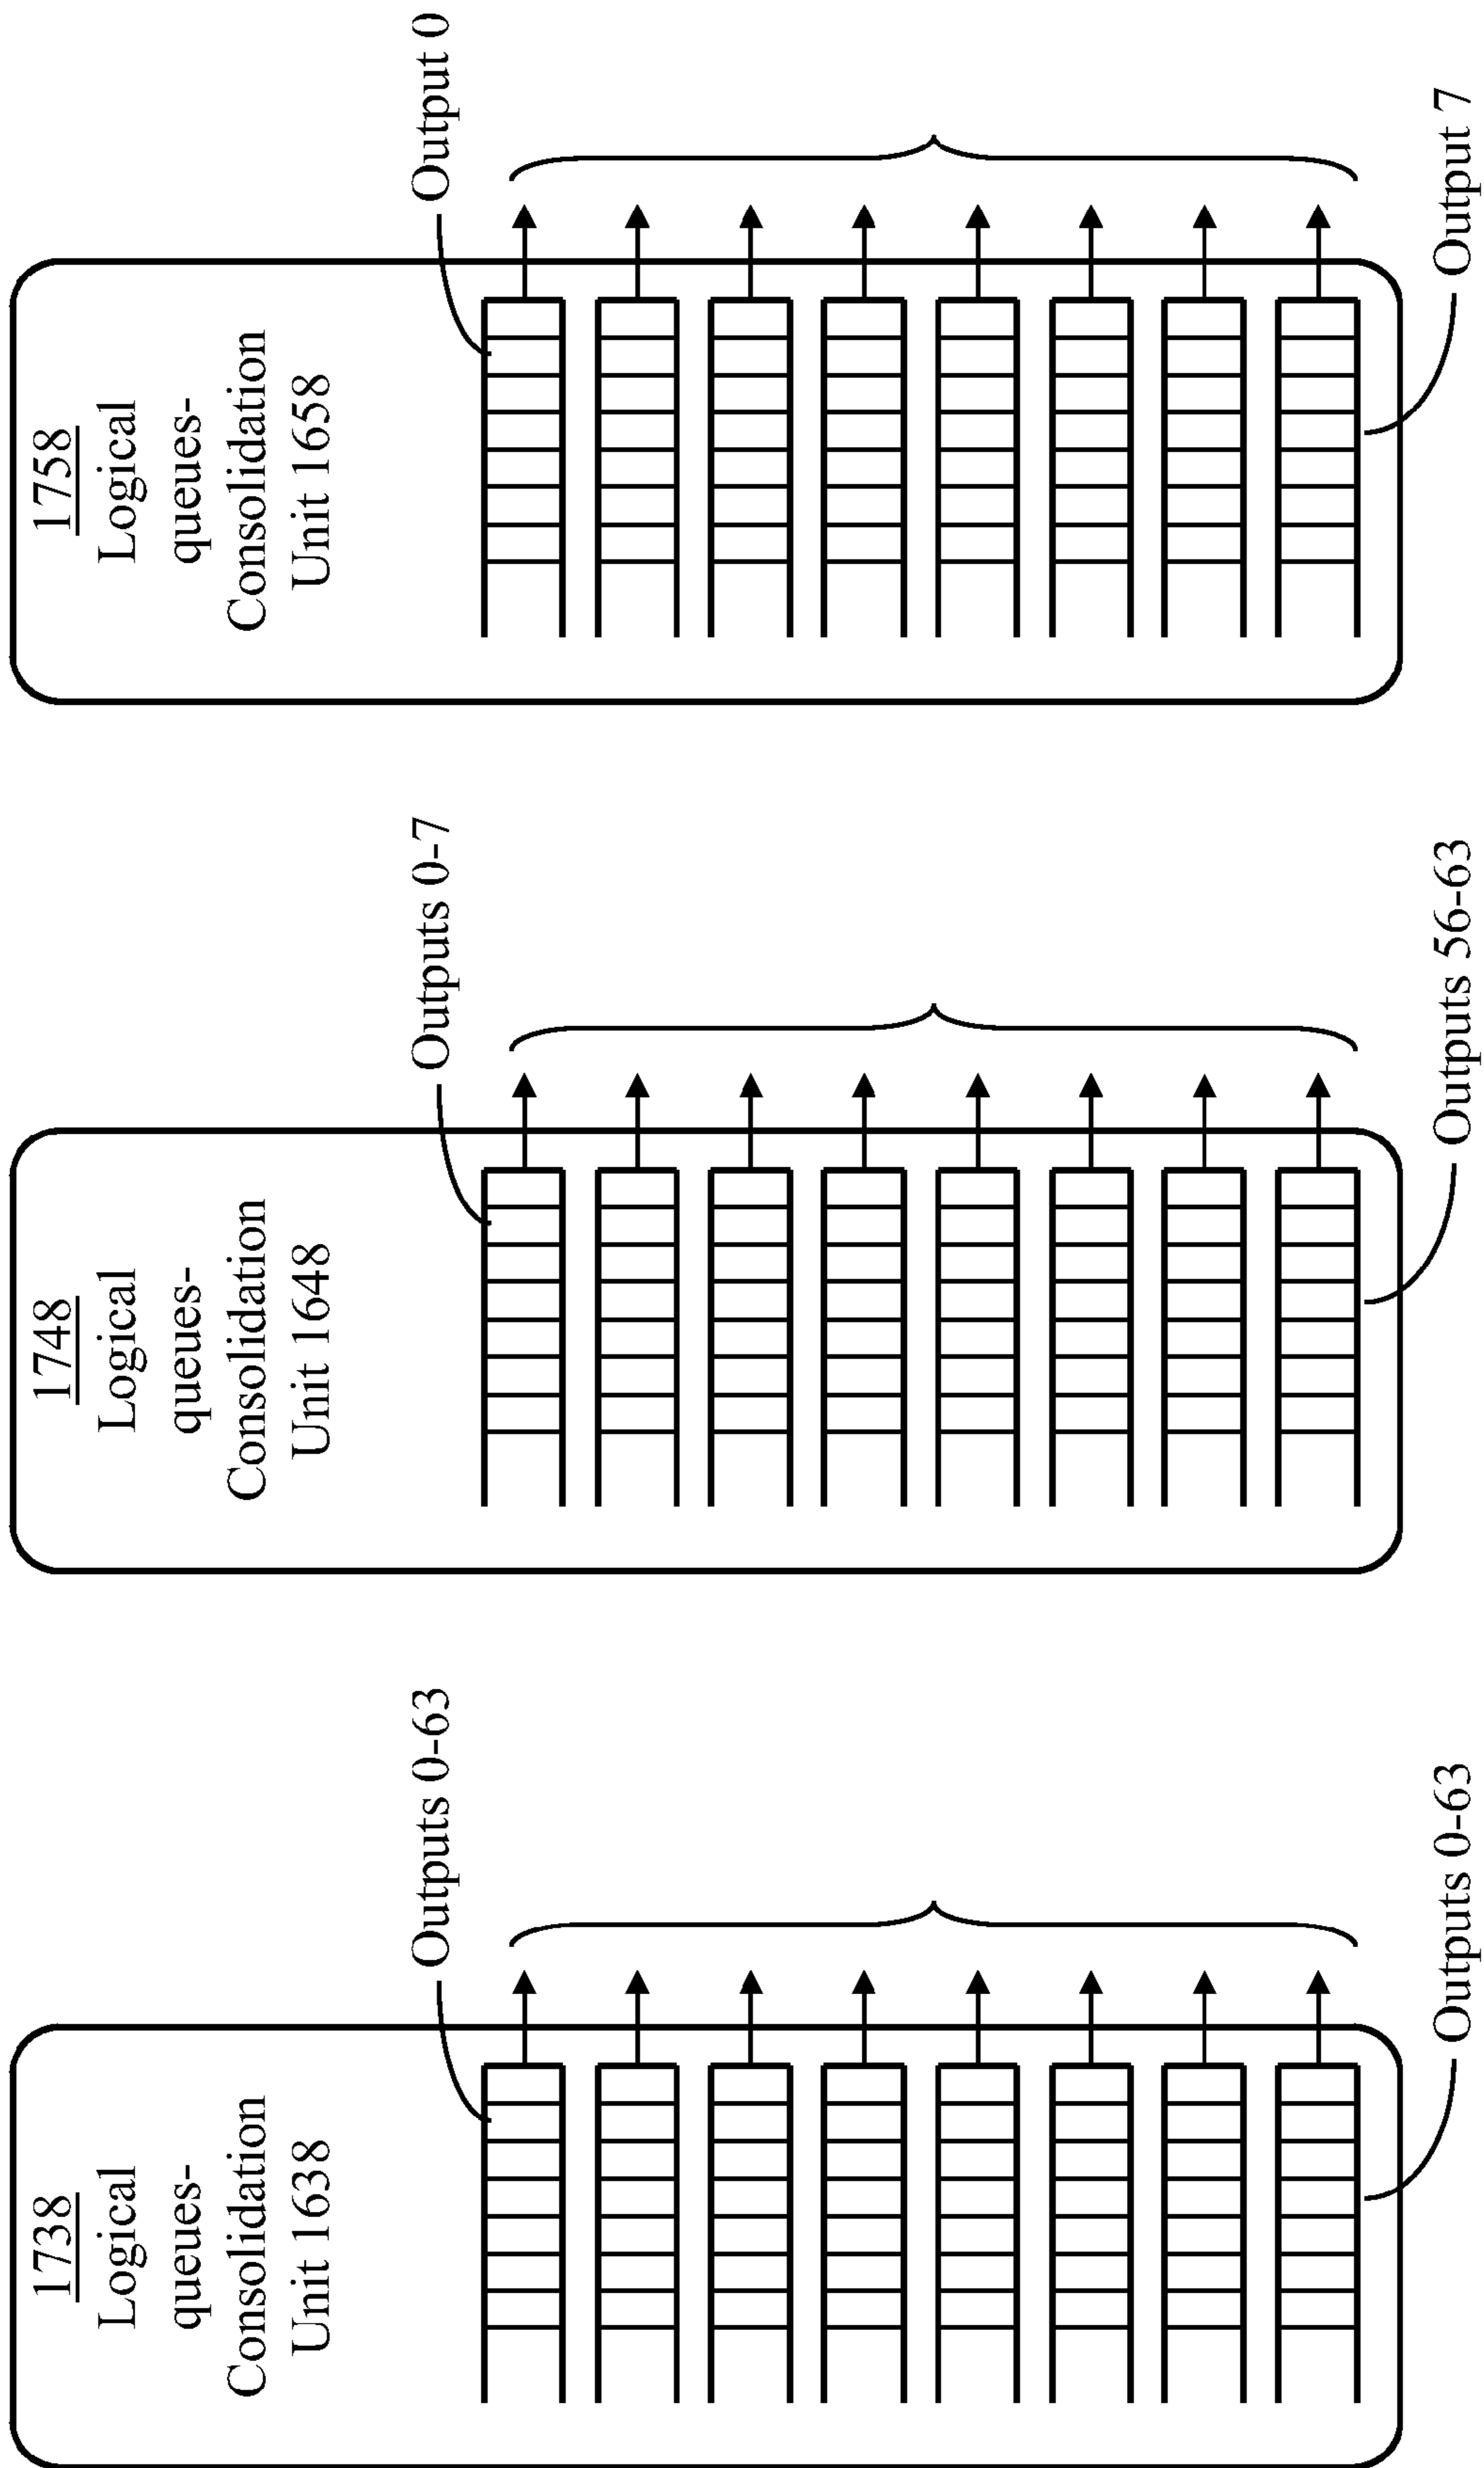 1738
Logical
queues-
Consolidation
Unit 1638
Outputs 0-63
Outputs 0-63
1748
Logical
queues-
Consolidation
Unit 1648
Outputs 0-7
Outputs 56-63
1758
Logical
queues-
Consolidation
Unit 1658
Output 0
Output 7